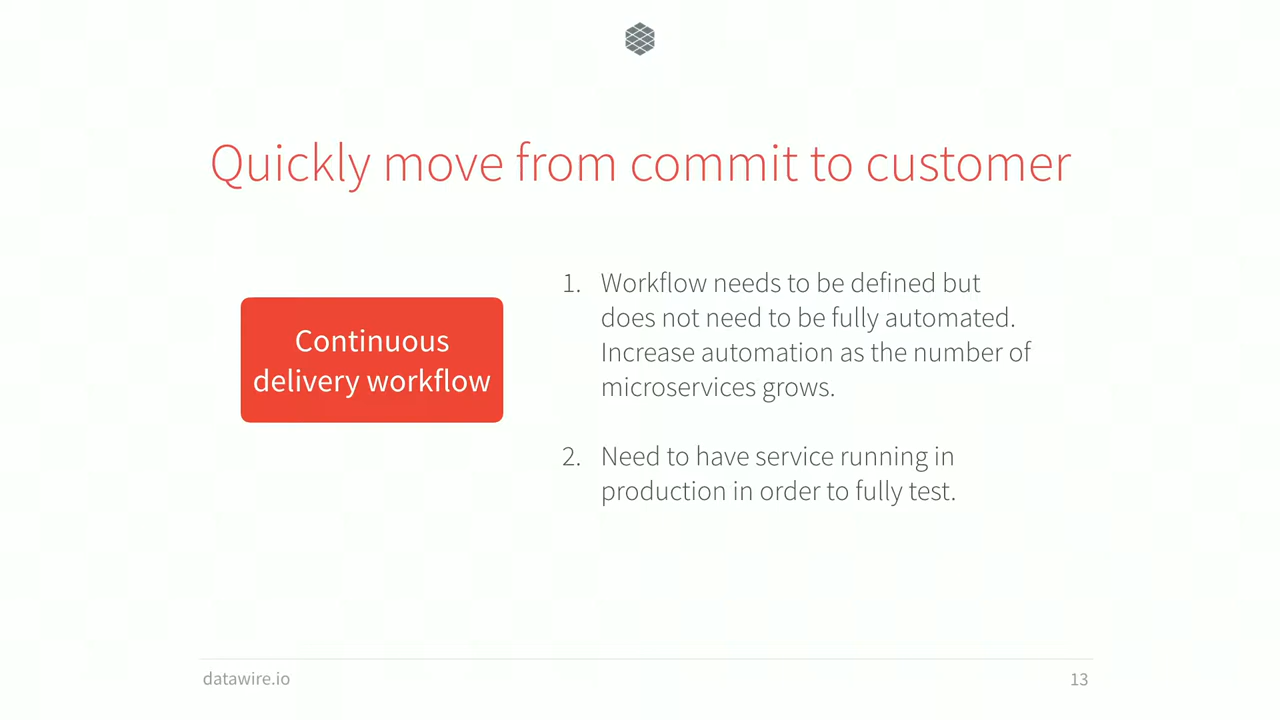 Quickly move from commit to customer
Continuous
delivery workflow
1. Workflow needs to be defined but
does not need to be fully automated.
Increase automation as the number of
microservices grows.
2. Need to have service running in
production in order to fully test.
datawire.io
13